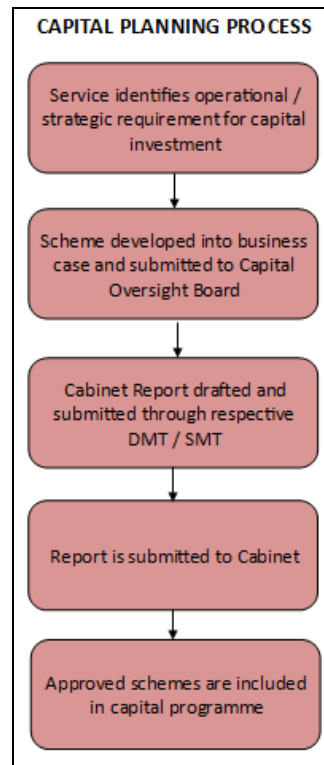 CAPITAL PLANNING PROCESS
Service identifies operational /
strategic requirement for capital
investment
Scheme developed into business
case and submitted to Capital
Oversight Board
Cabinet Report drafted and
submitted through respective
DMT / SMT
Report is submitted to Cabinet
Approved schemes are included
in capital programme